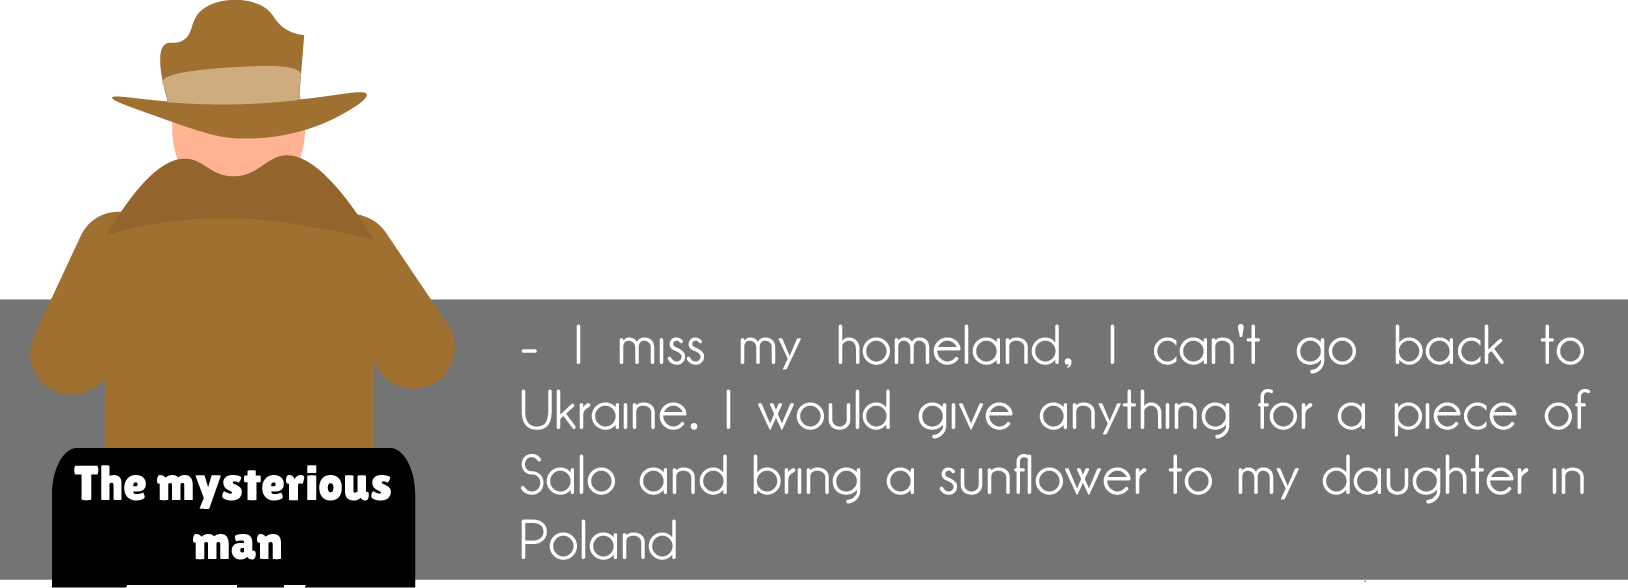 - I miss my homeland, I can't go back to
Ukraine. I would give anything for a piece of
Salo and bring a sunflower to my daughter in
Poland
The mysterious
man